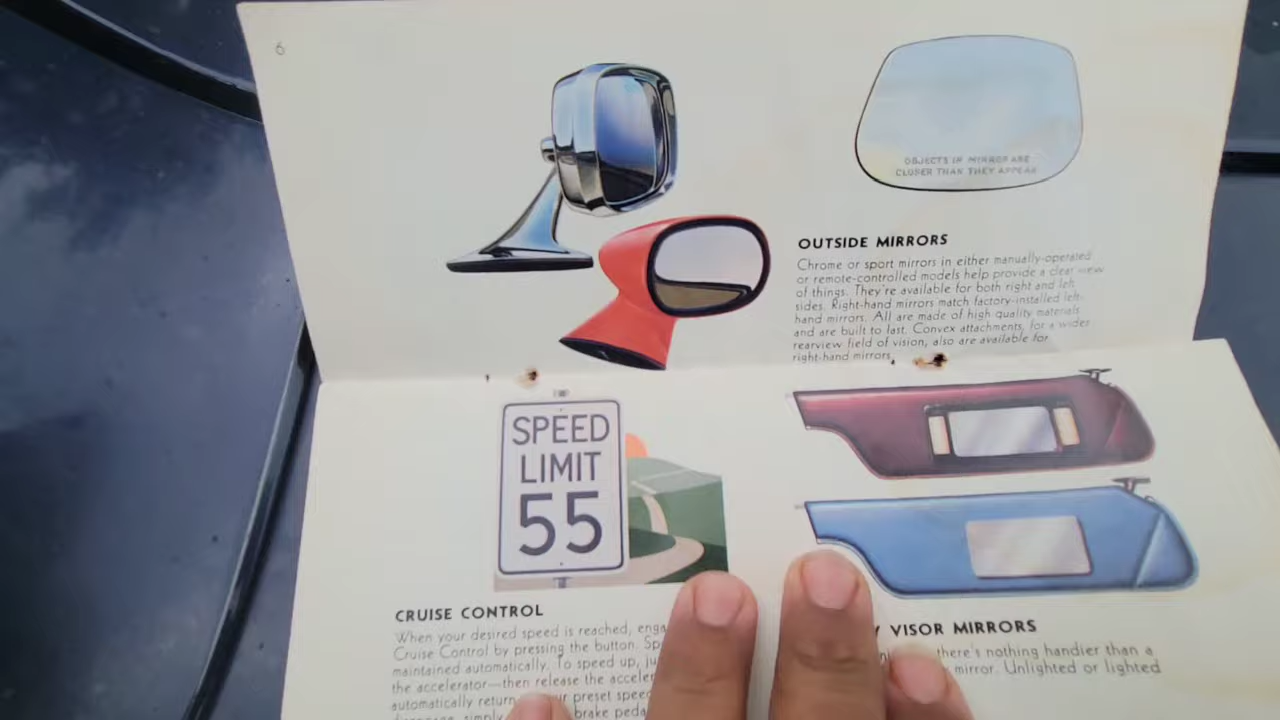 6
OBJECTS IN MIRROR ARE
CLOSER THAN THEY APPEAR
OUTSIDE MIRRORS
Chrome or sport mirrors in either manually-operated
or remote-controlled models help provide a clear view
of things. They're available for both right and left
sides. Right-hand mirrors match factory-installed left-
hand mirrors. All are made of high quality materials
and are built to last. Convex attachments, for a wider
rearview field of vision, also are available for
right-hand mirrors.
SPEED
LIMIT
55
CRUISE CONTROL
When your desired speed is reached, enga
Cruise Control by pressing the button. Sp
maintained automatically. To speed up, ju
the accelerator—then release the acceler
automatically return ur preset speed
simply brake peda
VISOR MIRRORS
there's nothing handier than a
mirror. Unlighted or lighted